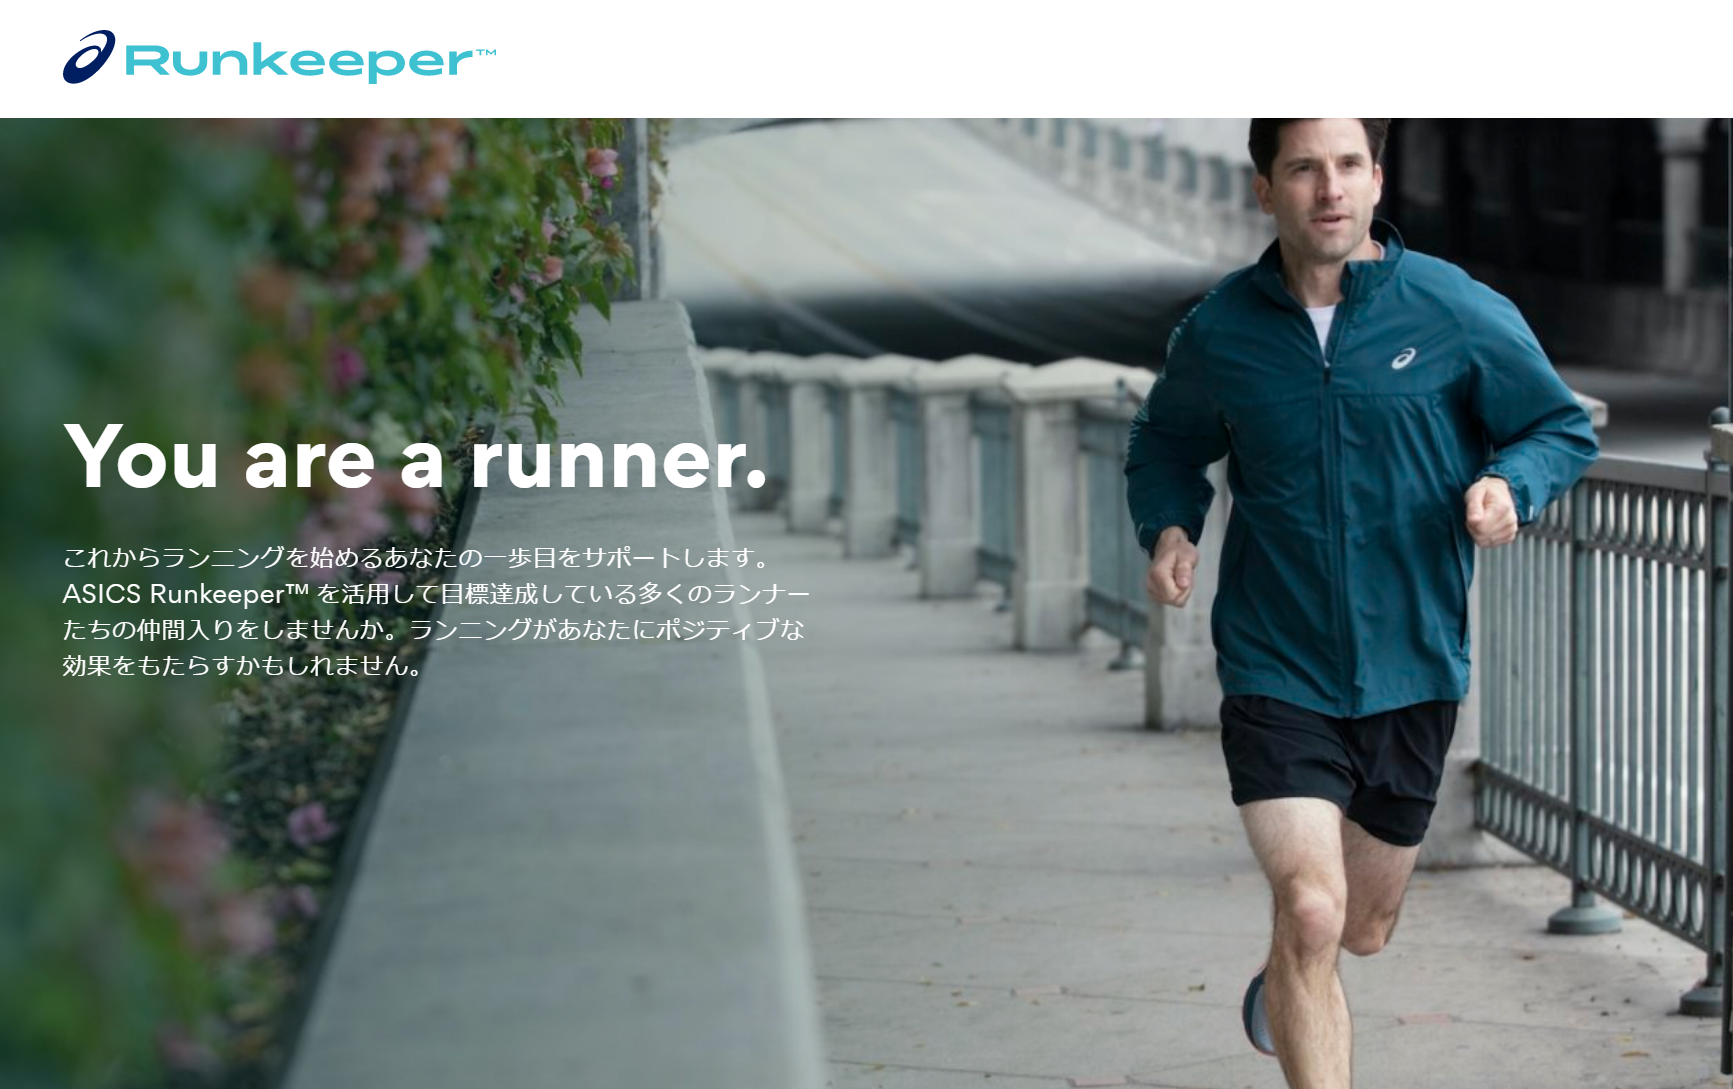 Runkeeper™
You are a runner.
これからランニングを始めるあなたの一歩目をサポートします。
ASICS Runkeeper™ を活用して目標達成している多くのランナー
たちの仲間入りをしませんか。ランニングがあなたにポジティブな
効果をもたらすかもしれません。